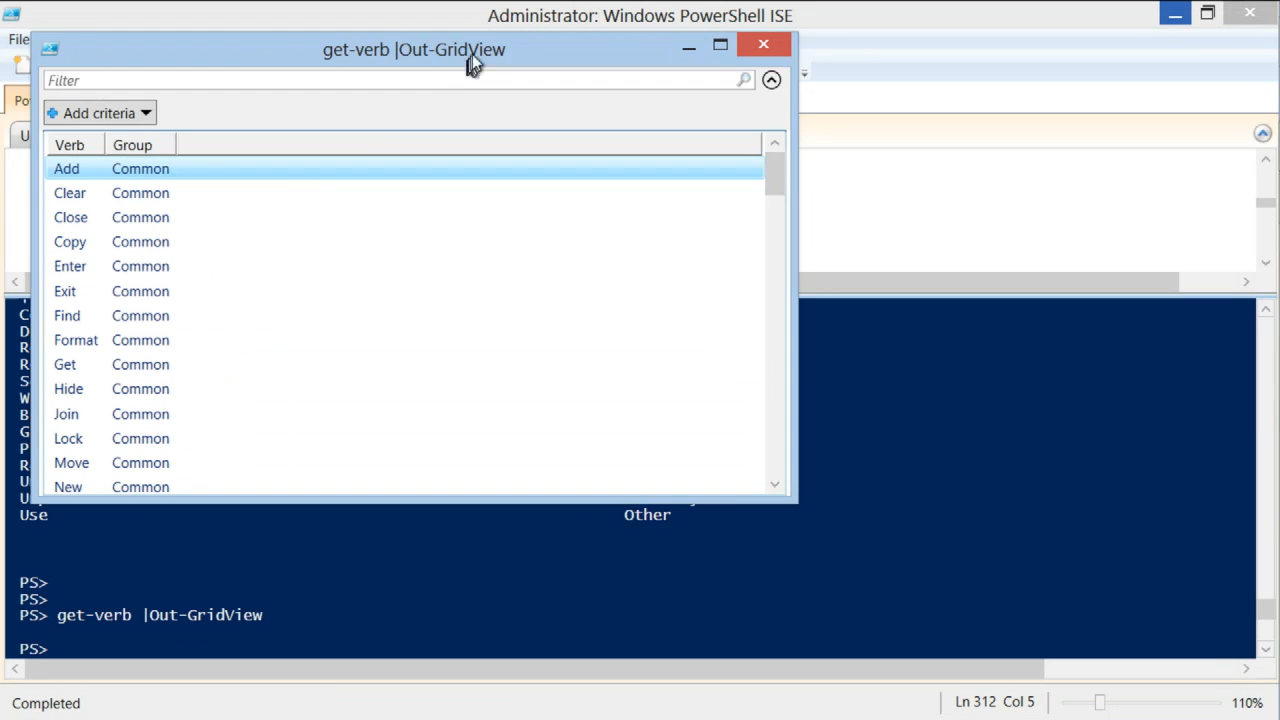 Administrator: Windows PowerShell ISE
File
get-verb |Out-GridView
Filter
Add criteria
Verb Group
Add Common
Clear Common
Close Common
Copy Common
Enter Common
Exit Common
Find Common
Format Common
Get Common
Hide Common
Join Common
Lock Common
Move Common
New Common
Use Other
PS>
PS>
PS> get-verb |Out-GridView
PS>
Completed
Ln 312 Col 5
110%